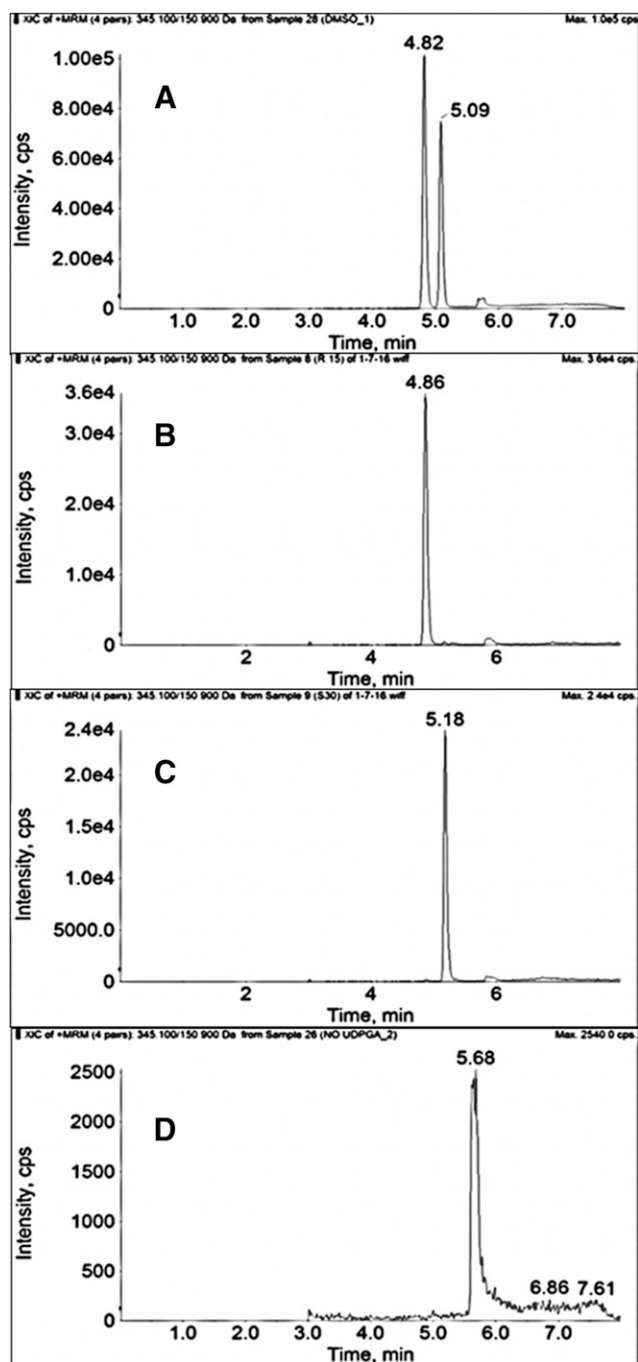 XIC of +MRM (4 pairs): 345.100/150.900 Da from Sample 28 (DMSO_1) Max. 1.0e5 cps
4.82
1.00e5
A
5.09
8.00e4
6.00e4
4.00e4
2.00e4
0
Intensity, cps
1.0 2.0 3.0 4.0 5.0 6.0 7.0
Time, min
XIC of +MRM (4 pairs): 345.100/150.900 Da from Sample 8 (R 15) of 1-7-16.wiff Max. 3.6e4 cps.
4.86
3.6e4
B
3.0e4
2.0e4
1.0e4
0
Intensity, cps
2 4 6
Time, min
XIC of +MRM (4 pairs): 345.100/150.900 Da from Sample 9 (S30) of 1-7-16.wiff Max. 2.4e4 cps.
5.18
2.4e4
C
2.0e4
1.5e4
1.0e4
5000.0
0
Intensity, cps
2 4 6
Time, min
XIC of +MRM (4 pairs): 345.100/150.900 Da from Sample 26 (NO UDPGA_2) Max. 2540.0 cps.
5.68
2500
D
2000
1500
1000
500
6.86 7.61
0
Intensity, cps
1.0 2.0 3.0 4.0 5.0 6.0 7.0
Time, min